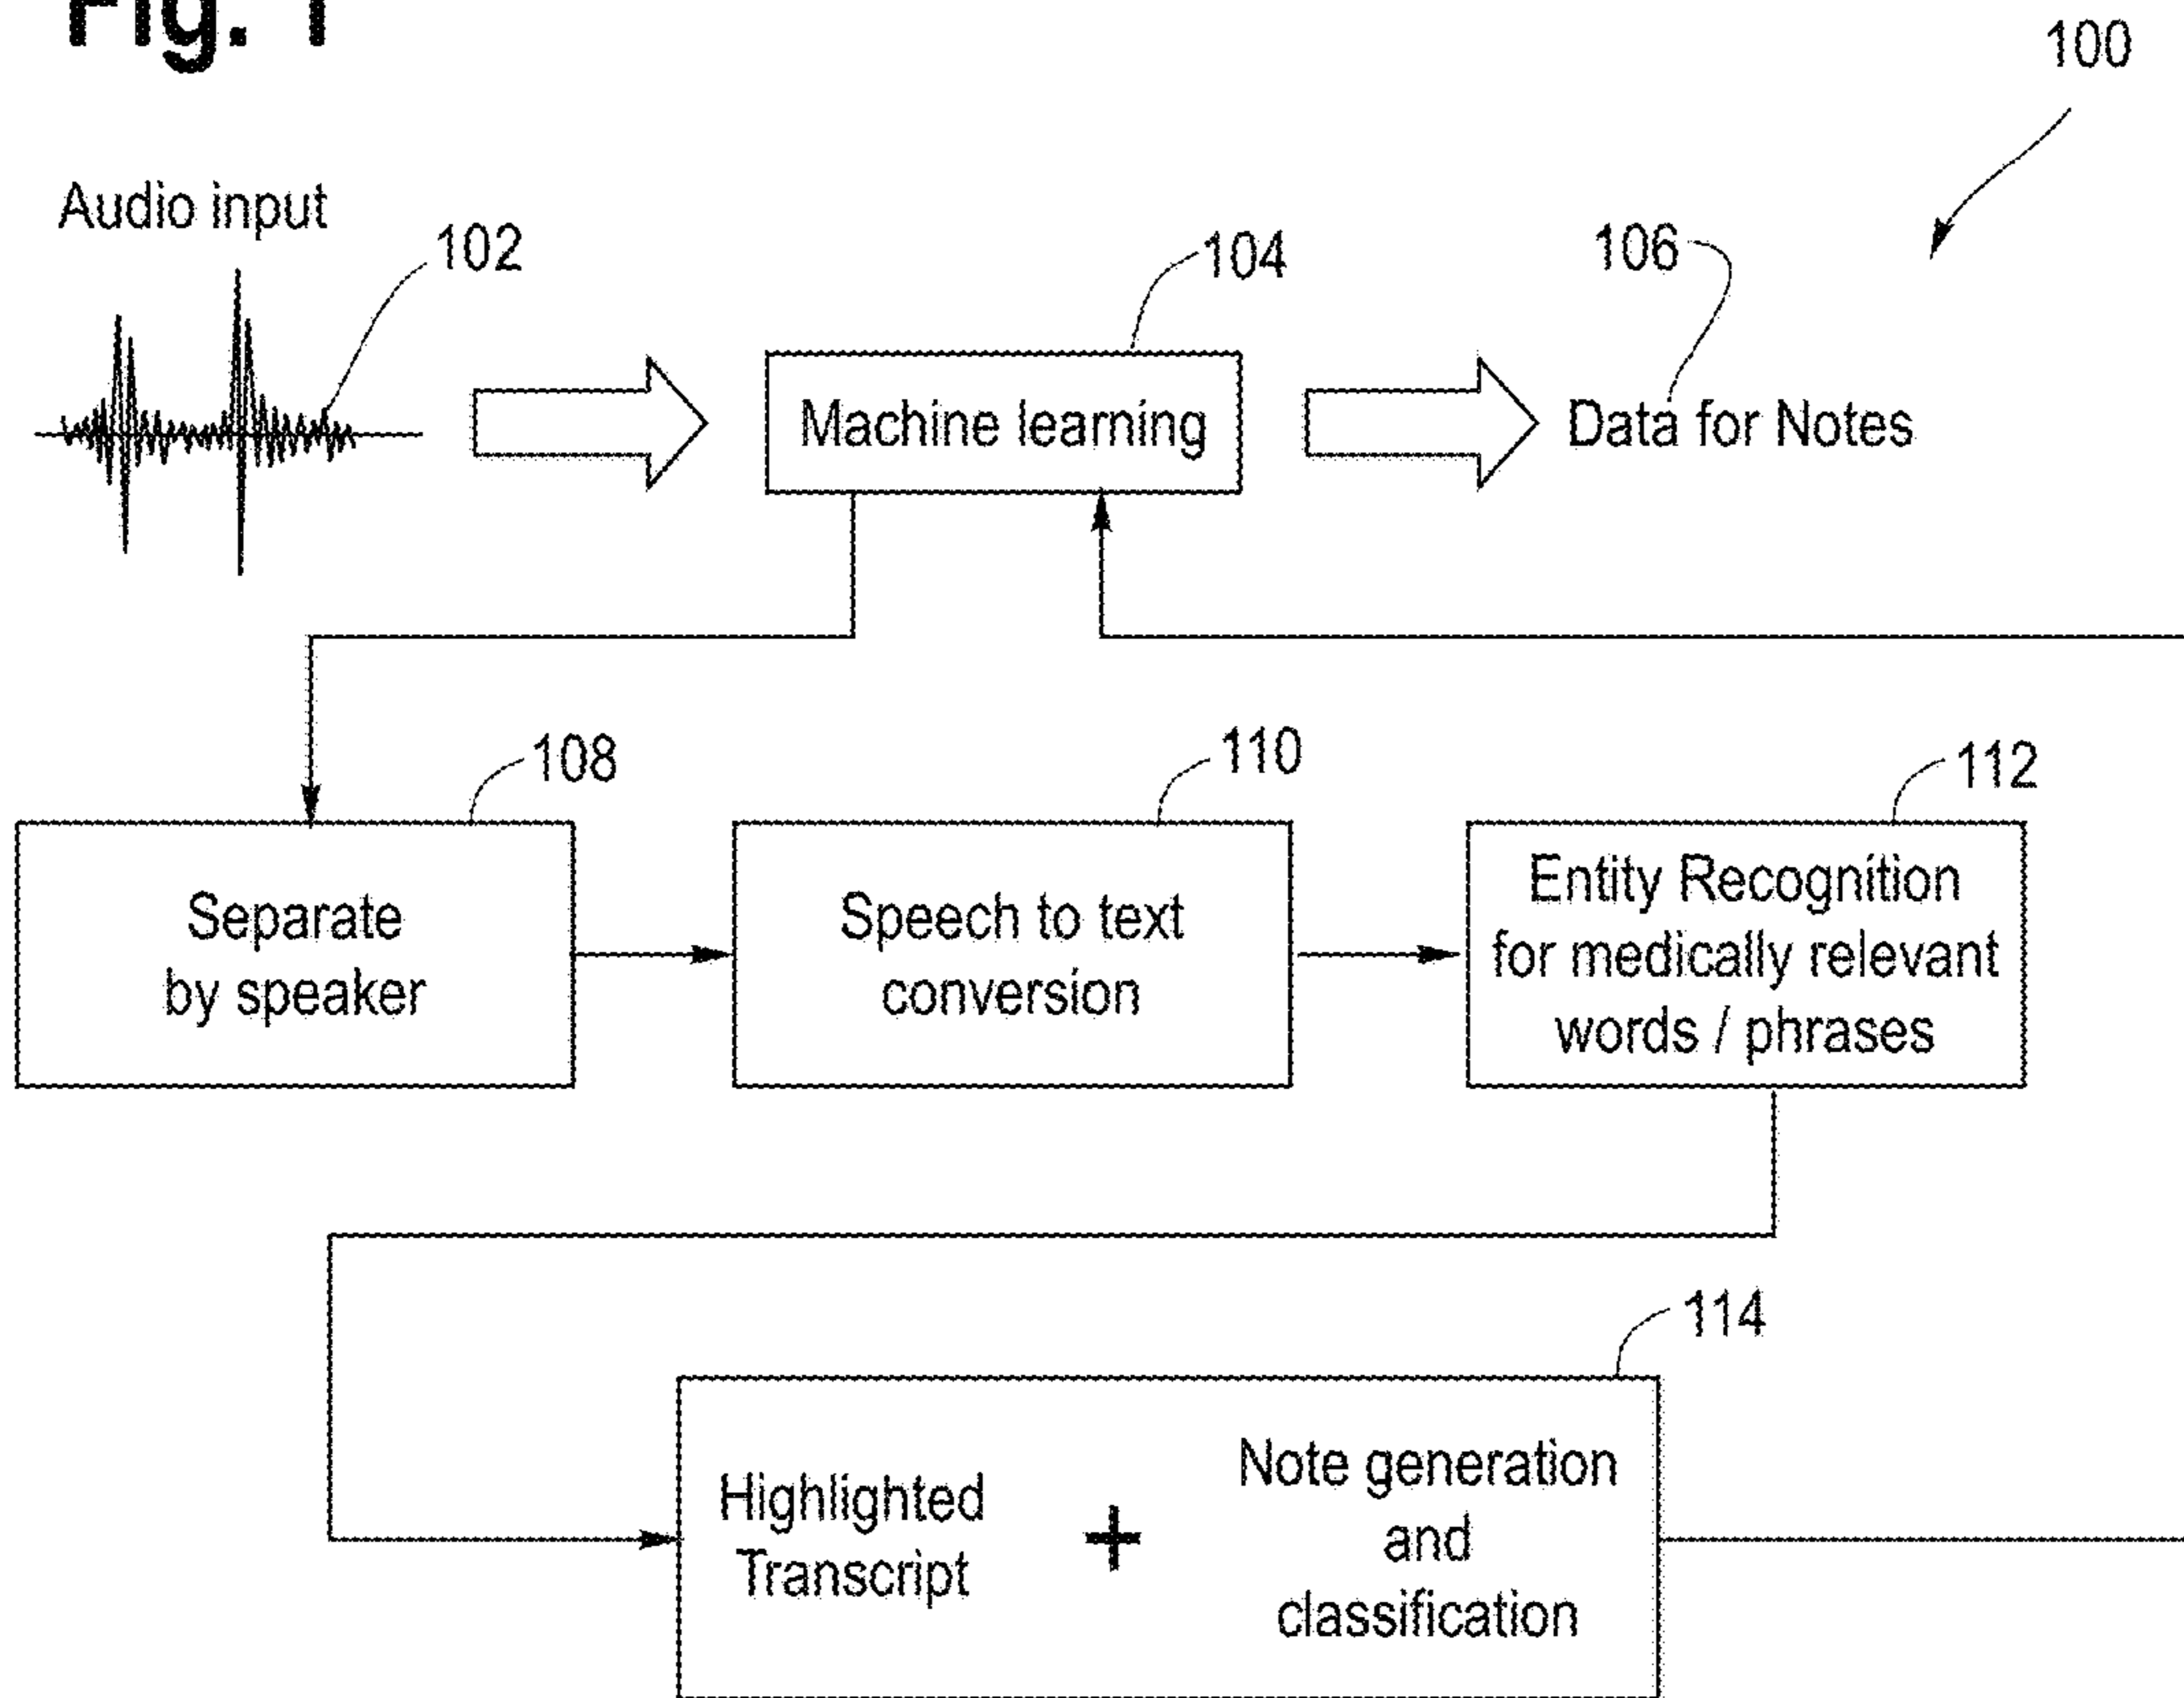 Fig. 1
100
Audio input
102
104
106
Machine learning
Data for Notes
108
110
112
Separate
by speaker
Speech to text
conversion
Entity Recognition
for medically relevant
words / phrases
114
Highlighted
Transcript
+
Note generation
and
classification